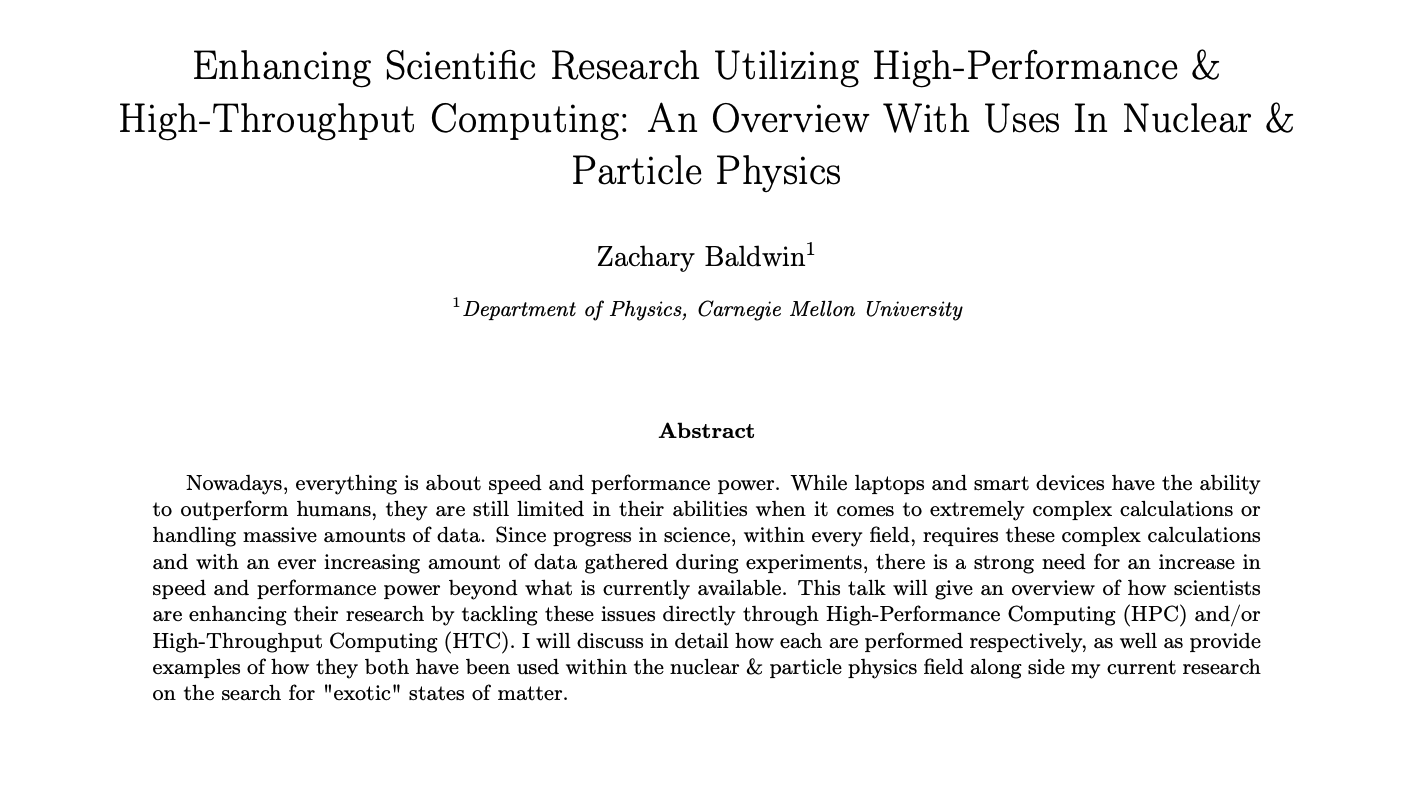 Enhancing Scientific Research Utilizing High-Performance &
High-Throughput Computing: An Overview With Uses In Nuclear &
Particle Physics
Zachary Baldwin¹
¹Department of Physics, Carnegie Mellon University
Abstract
Nowadays, everything is about speed and performance power. While laptops and smart devices have the ability
to outperform humans, they are still limited in their abilities when it comes to extremely complex calculations or
handling massive amounts of data. Since progress in science, within every field, requires these complex calculations
and with an ever increasing amount of data gathered during experiments, there is a strong need for an increase in
speed and performance power beyond what is currently available. This talk will give an overview of how scientists
are enhancing their research by tackling these issues directly through High-Performance Computing (HPC) and/or
High-Throughput Computing (HTC). I will discuss in detail how each are performed respectively, as well as provide
examples of how they both have been used within the nuclear & particle physics field along side my current research
on the search for "exotic" states of matter.